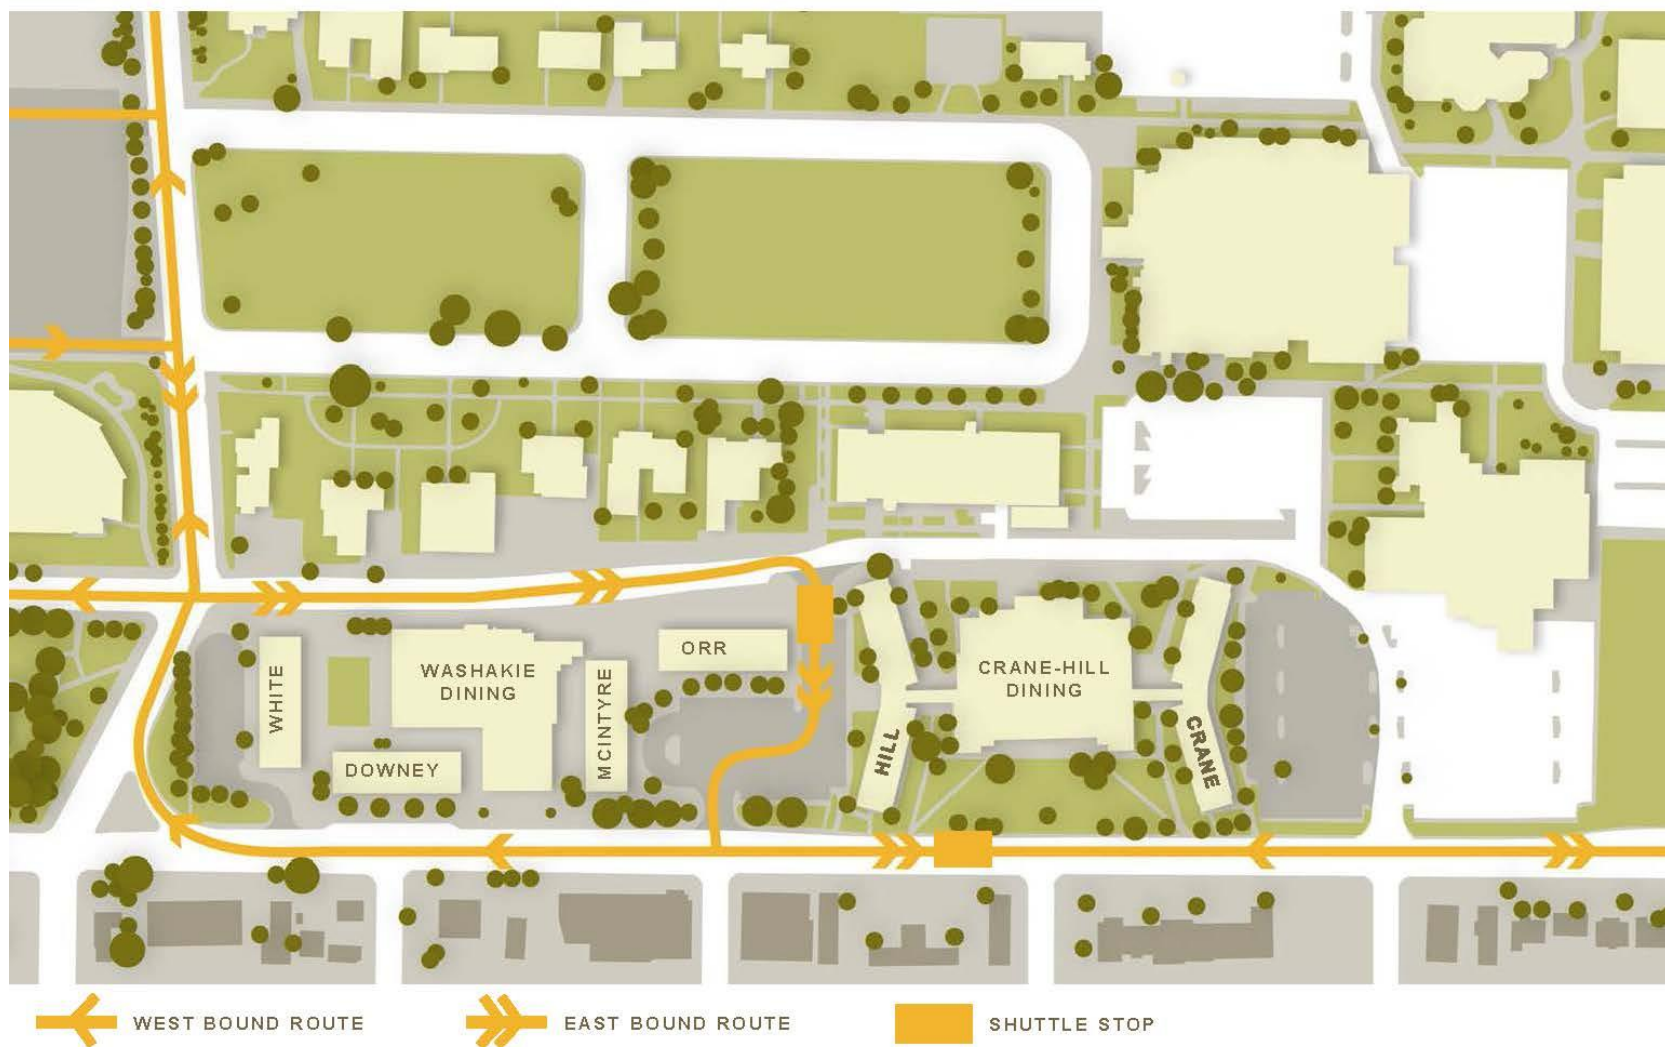 ORR
WASHAKIE
DINING
WHITE
MCINTYRE
DOWNEY
CRANE-HILL
DINING
HILL
CRANE
WEST BOUND ROUTE
EAST BOUND ROUTE
SHUTTLE STOP